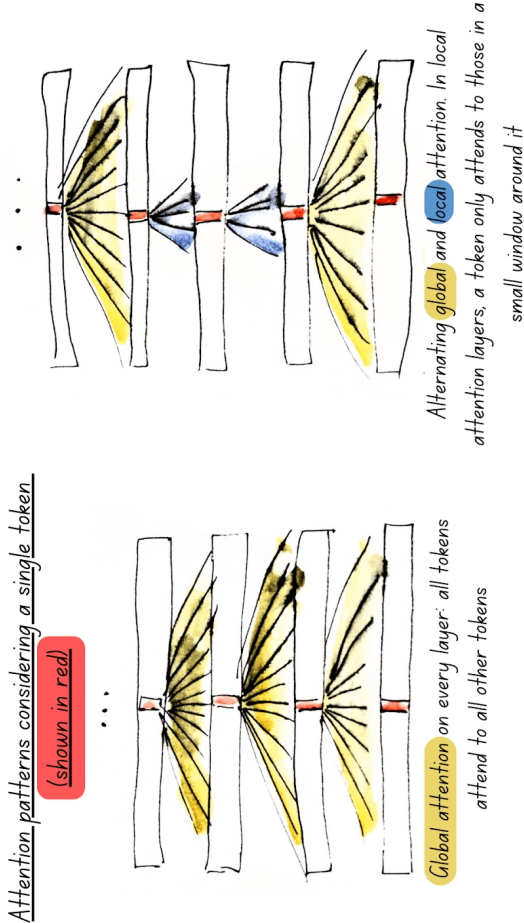 Attention patterns considering a single token
(shown in red)
Global attention on every layer: all tokens
attend to all other tokens
Alternating global and local attention. In local
attention layers, a token only attends to those in a
small window around it